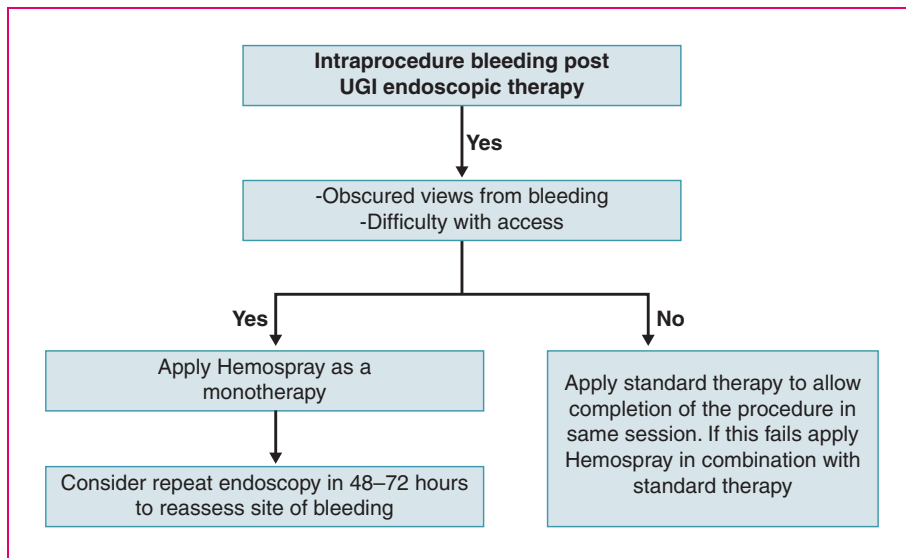 Intraprocedure bleeding post
UGI endoscopic therapy
Yes
-Obscured views from bleeding
-Difficulty with access
Yes
No
Apply Hemospray as a
monotherapy
Consider repeat endoscopy in 48–72 hours
to reassess site of bleeding
Apply standard therapy to allow
completion of the procedure in
same session. If this fails apply
Hemospray in combination with
standard therapy